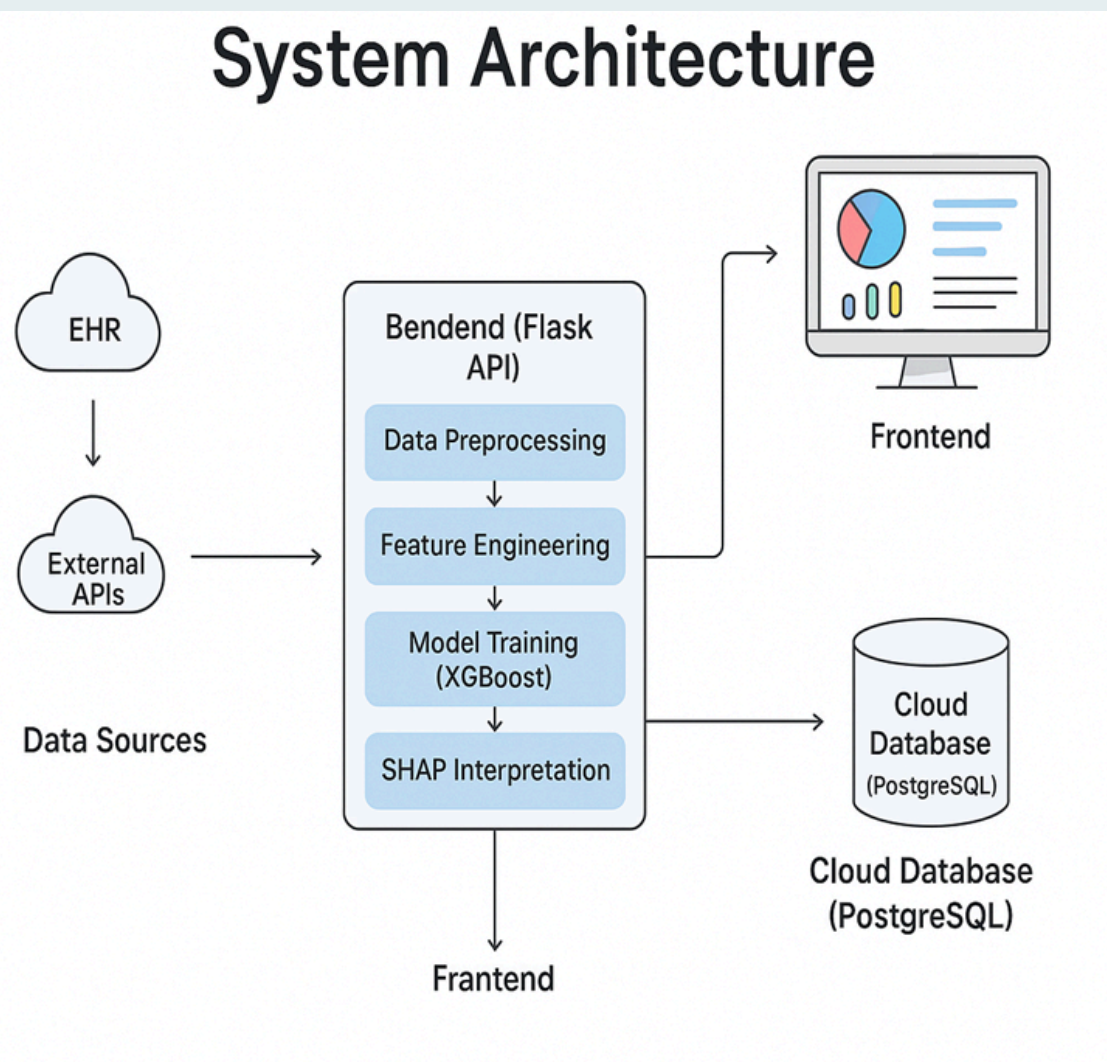 System Architecture
EHR
External
APIs
Data Sources
Bendend (Flask
API)
Data Preprocessing
Feature Engineering
Model Training
(XGBoost)
SHAP Interpretation
Frantend
Frontend
Cloud
Database
(PostgreSQL)
Cloud Database
(PostgreSQL)